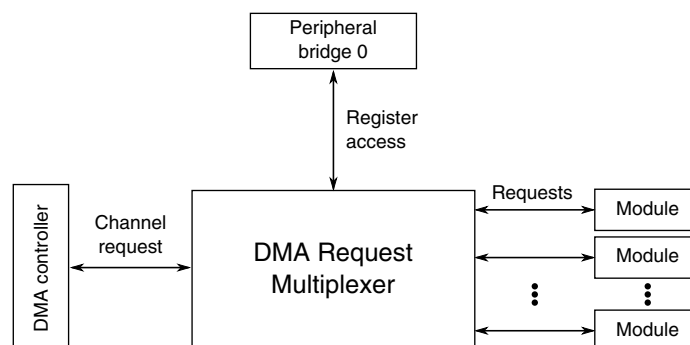 Peripheral
bridge 0
Register
access
DMA controller
Channel
request
DMA Request
Multiplexer
Requests
Module
Module
Module